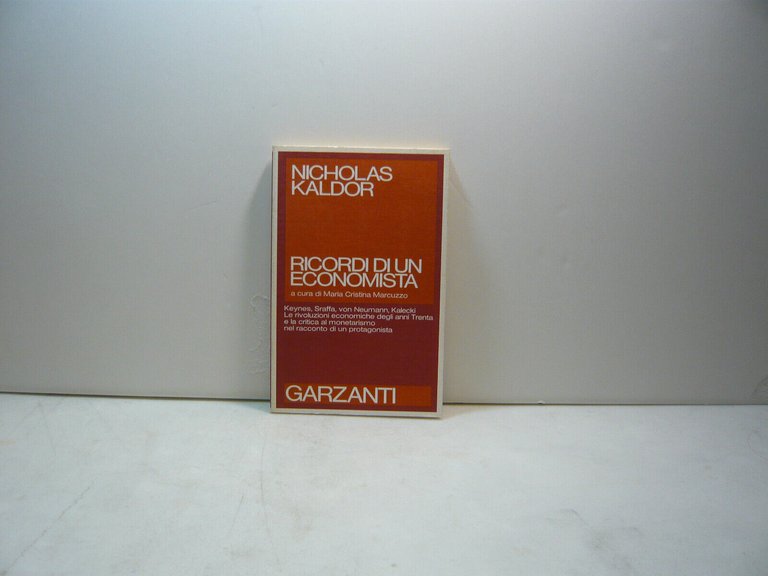 NICHOLAS
KALDOR
RICORDI DI UN
ECONOMISTA
a cura di Maria Cristina Marcuzzo
Keynes, Sraffa, von Neumann, Kalecki
Le rivoluzioni economiche degli anni Trenta
e la critica al monetarismo
nel racconto di un protagonista
GARZANTI